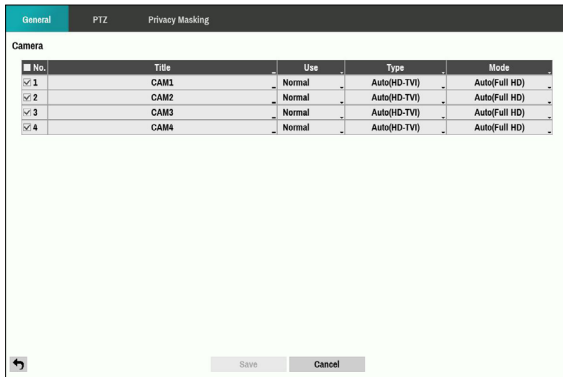 General PTZ Privacy Masking
Camera
No. Title Use Type Mode
1 CAM1 Normal Auto(HD-TVI) Auto(Full HD)
2 CAM2 Normal Auto(HD-TVI) Auto(Full HD)
3 CAM3 Normal Auto(HD-TVI) Auto(Full HD)
4 CAM4 Normal Auto(HD-TVI) Auto(Full HD)
Save Cancel